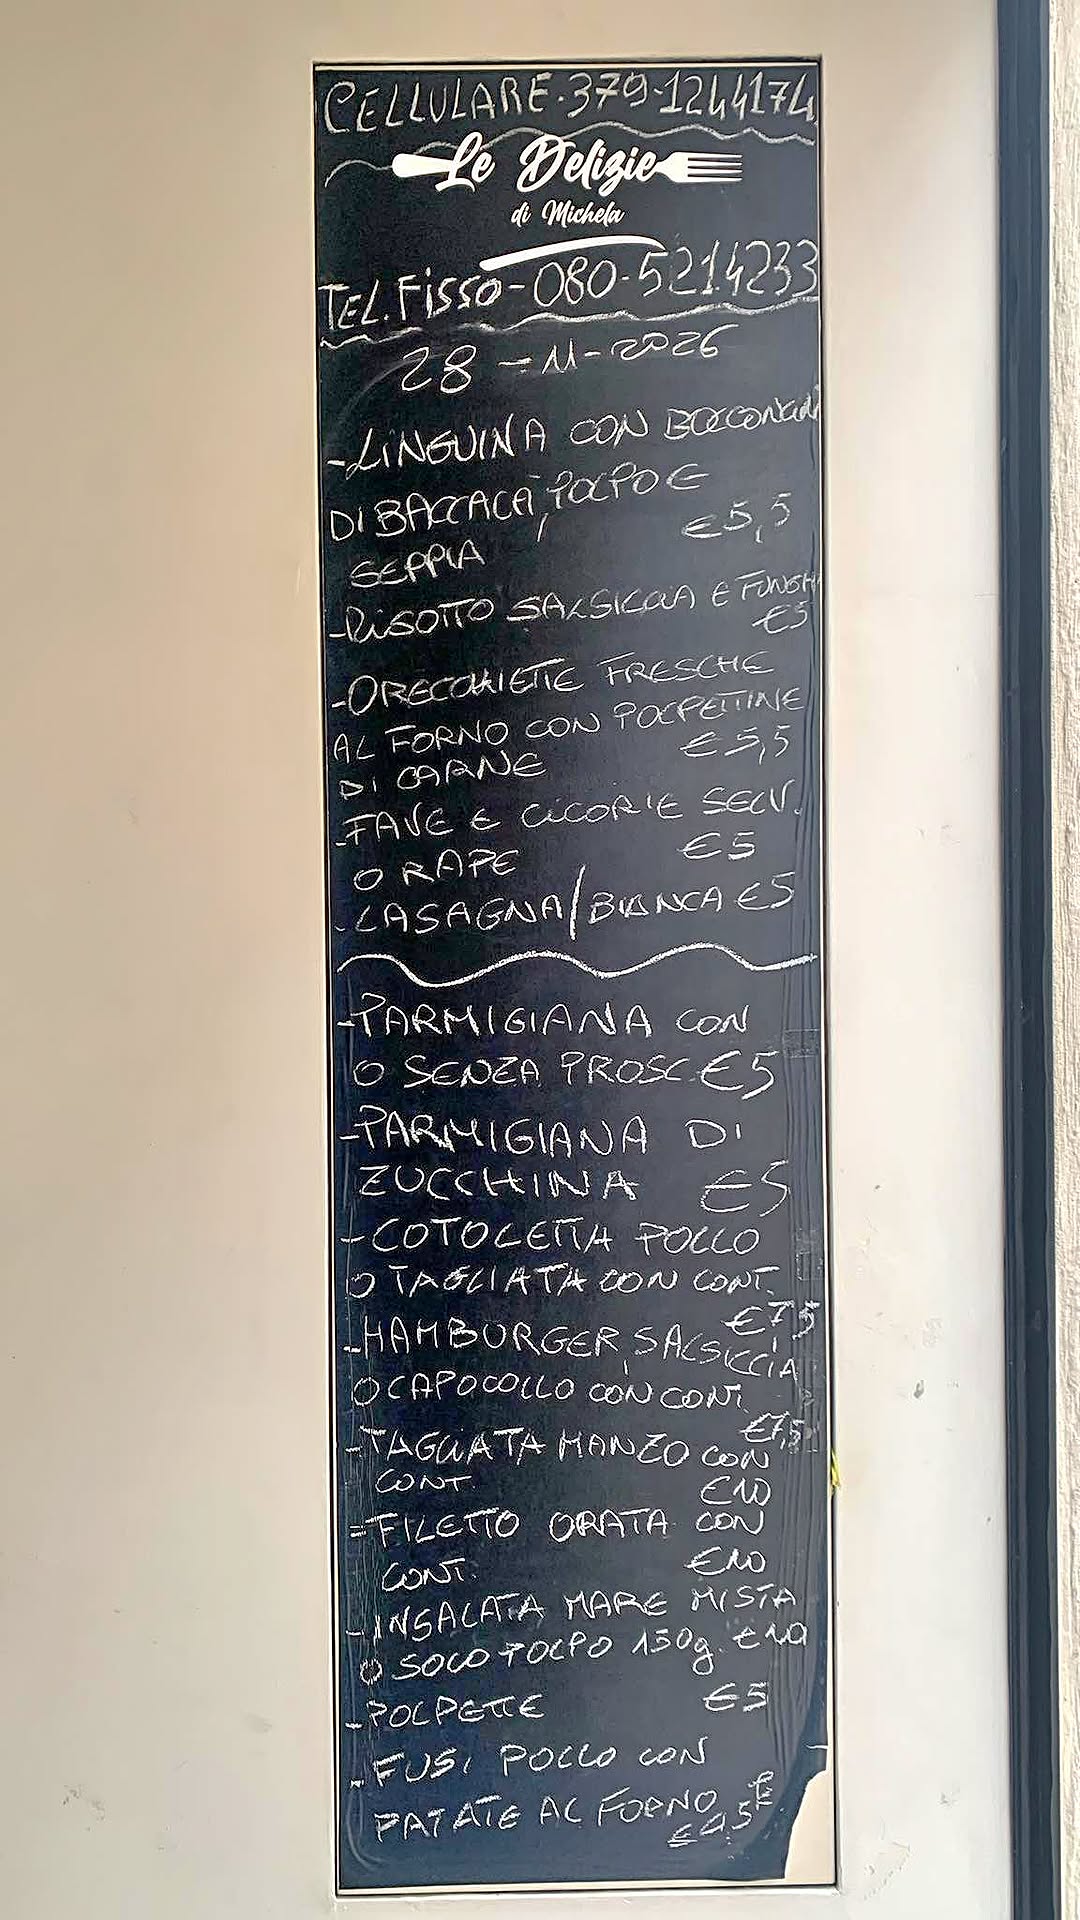 CELLULARE.379-1244174
Le Delizie
di Michela
TEL.FISSO-080-5214233
28-11-2026
-LINGUINA CON BOCCONCINI
DI BACCALÀ, POLPO E
SEPPIA €5,5
-RISOTTO SALSICCIA E FUNGHI
€5
-ORECCHIETTE FRESCHE
AL FORNO CON POLPETTINE
DI CARNE €5,5
-FAVE E CICORIE SELV.
O RAPE €5
-LASAGNA/BIANCA €5
-PARMIGIANA CON
O SENZA PROSC. €5
-PARMIGIANA DI
ZUCCHINA €5
-COTOLETTA POLLO
O TAGLIATA CON CONT.
€7,5
-HAMBURGER, SALSICCIA
O CAPOCOLLO CON CONT.
€7,5
-TAGLIATA MANZO CON
CONT. €10
=FILETTO ORATA CON
CONT. €10
-INSALATA MARE MISTA
O SOLO POLPO 150g. €10
-POLPETTE €5
-FUSI POLLO CON
PATATE AL FORNO